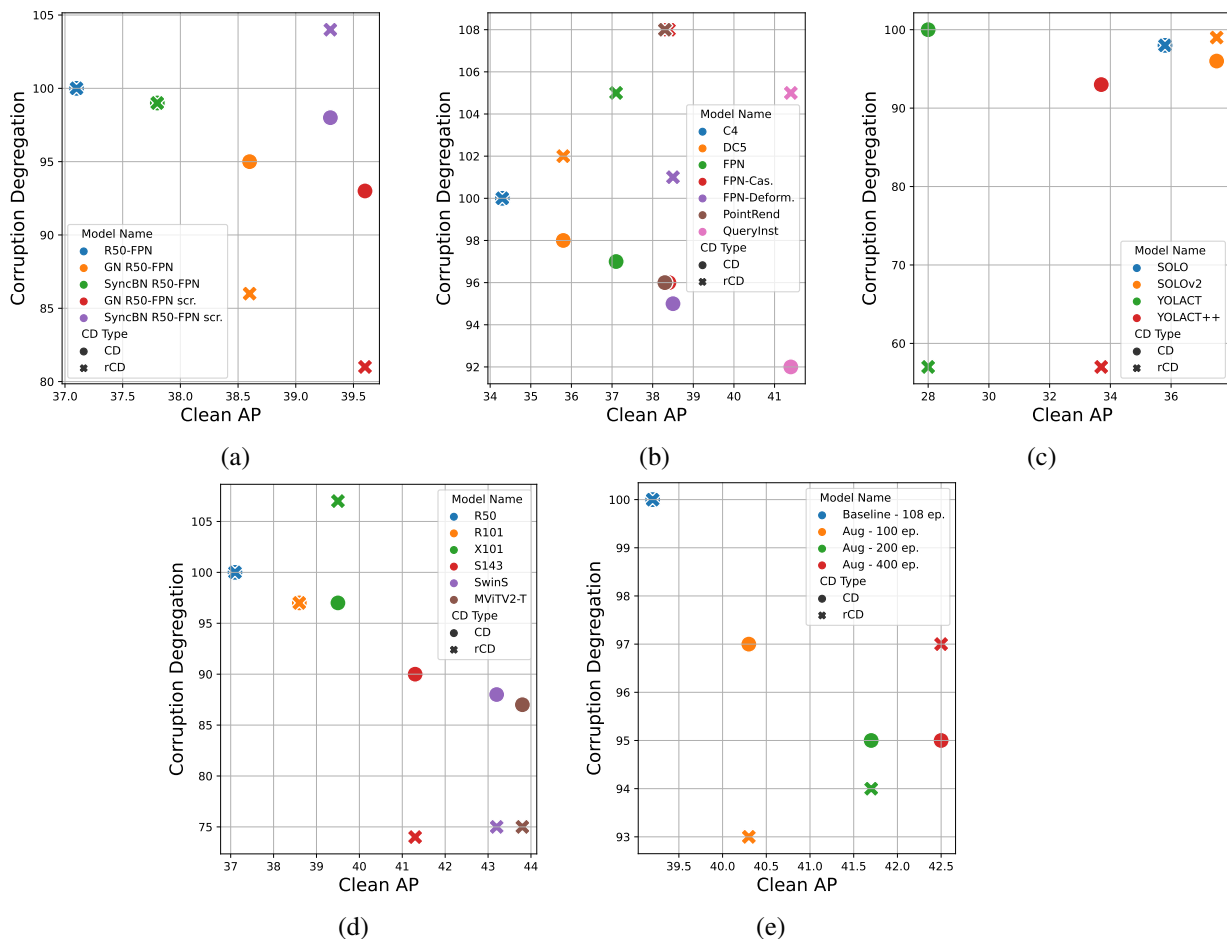 105
100
95
90
85
80
37.0 37.5 38.0 38.5 39.0 39.5
Clean AP
Corruption Degregation
Model Name
R50-FPN
GN R50-FPN
SyncBN R50-FPN
GN R50-FPN scr.
SyncBN R50-FPN scr.
CD Type
CD
rCD
(a)
108
106
104
102
100
98
96
94
92
34 35 36 37 38 39 40 41
Clean AP
Corruption Degregation
Model Name
C4
DC5
FPN
FPN-Cas.
FPN-Deform.
PointRend
QueryInst
CD Type
CD
rCD
(b)
100
90
80
70
60
28 30 32 34 36
Clean AP
Corruption Degregation
Model Name
SOLO
SOLOv2
YOLACT
YOLACT++
CD Type
CD
rCD
(c)
105
100
95
90
85
80
75
37 38 39 40 41 42 43 44
Clean AP
Corruption Degregation
Model Name
R50
R101
X101
S143
SwinS
MViTV2-T
CD Type
CD
rCD
(d)
100
99
98
97
96
95
94
93
39.5 40.0 40.5 41.0 41.5 42.0 42.5
Clean AP
Corruption Degregation
Model Name
Baseline - 108 ep.
Aug - 100 ep.
Aug - 200 ep.
Aug - 400 ep.
CD Type
CD
rCD
(e)